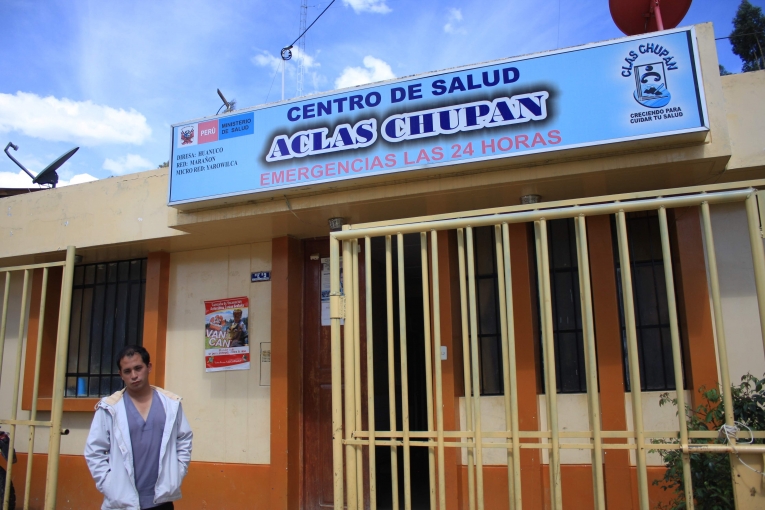 PERÚ
MINISTERIO DE SALUD
DIRESA: HUANUCO
RED: MARAÑON
MICRO RED: YAROWILCA
CENTRO DE SALUD
ACLAS CHUPAN
EMERGENCIAS LAS 24 HORAS
CLAS CHUPAN
CRECIENDO PARA
CUIDAR TU SALUD
VAN
CAN